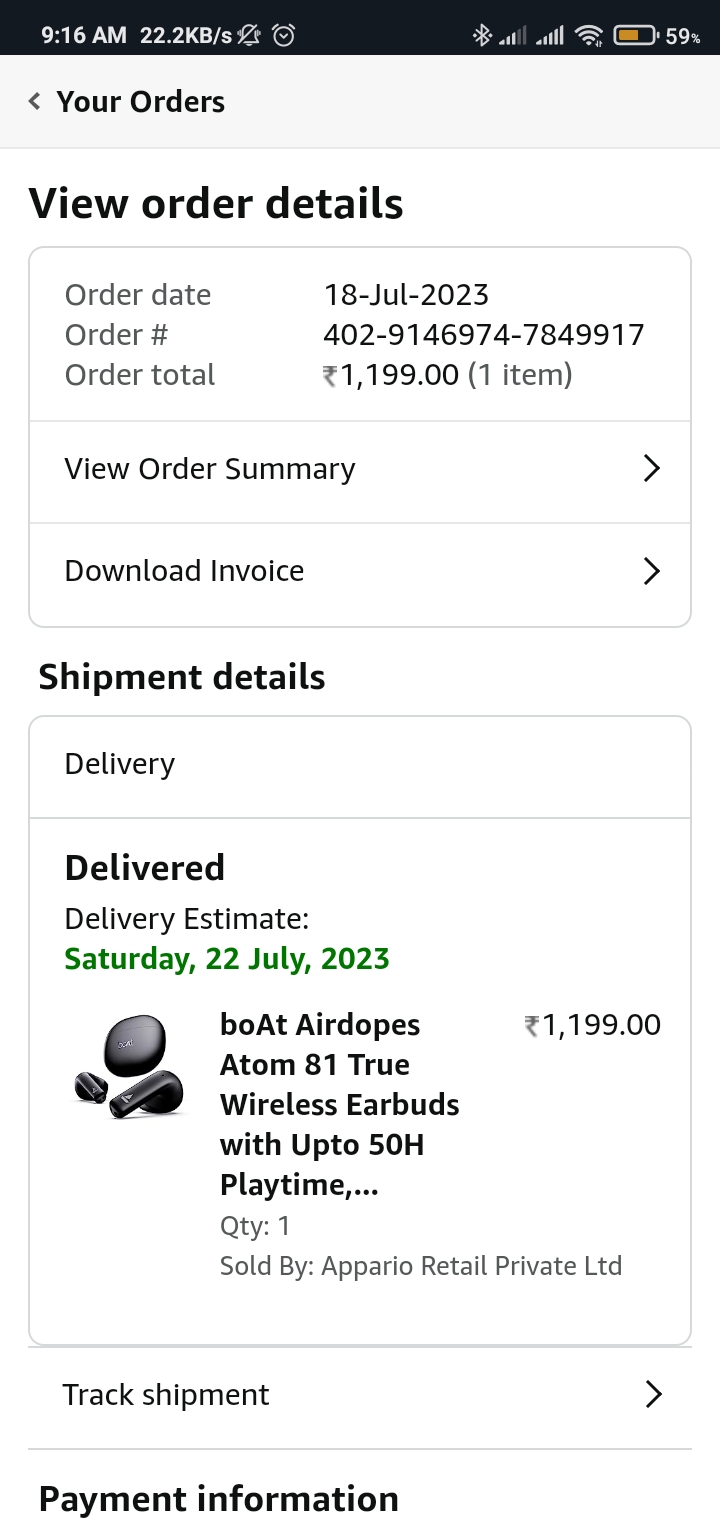 9:16 AM 22.2KB/s 59%
Your Orders
View order details
Order date 18-Jul-2023
Order # 402-9146974-7849917
Order total ₹1,199.00 (1 item)
View Order Summary
Download Invoice
Shipment details
Delivery
Delivered
Delivery Estimate:
Saturday, 22 July, 2023
boAt
boAt Airdopes ₹1,199.00
Atom 81 True
Wireless Earbuds
with Upto 50H
Playtime,...
Qty: 1
Sold By: Appario Retail Private Ltd
Track shipment
Payment information